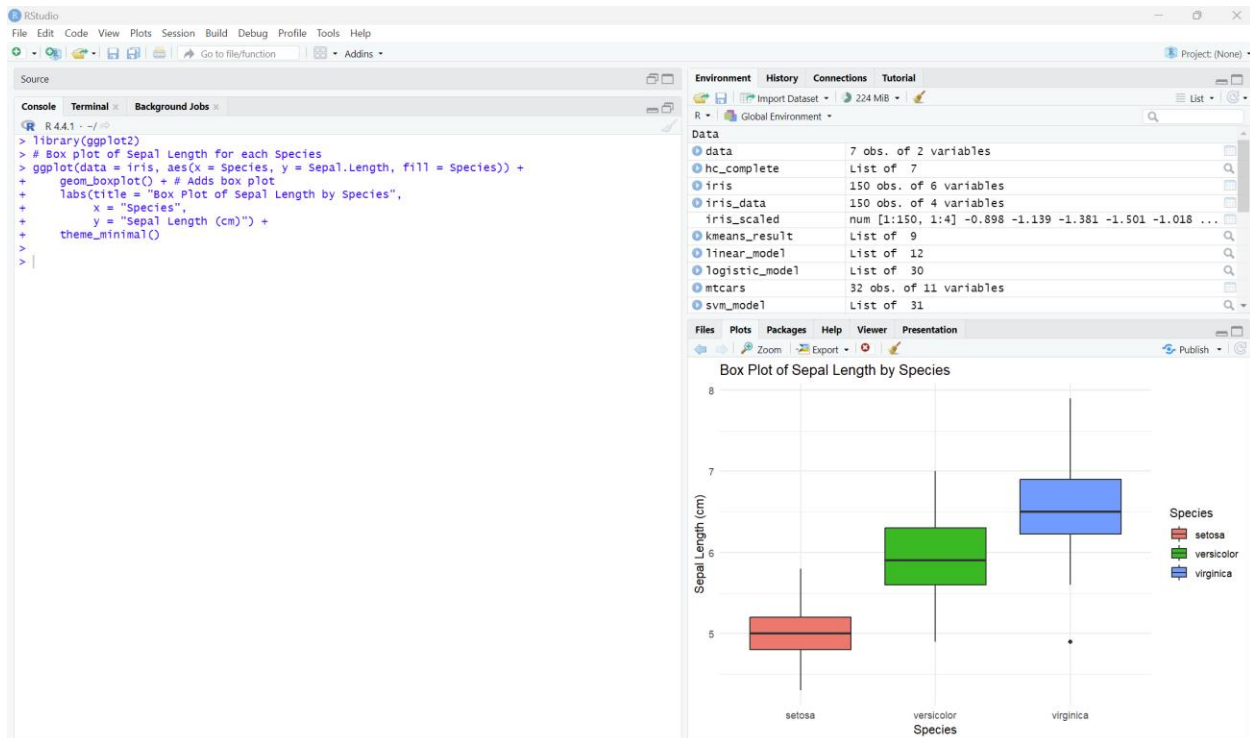 RStudio
File Edit Code View Plots Session Build Debug Profile Tools Help
Go to file/function Addins
Project: (None)
Source
Console Terminal Background Jobs
R 4.4.1 · ~/
> library(ggplot2)
> # Box plot of Sepal Length for each Species
> ggplot(data = iris, aes(x = Species, y = Sepal.Length, fill = Species)) +
+     geom_boxplot() + # Adds box plot
+     labs(title = "Box Plot of Sepal Length by Species",
+          x = "Species",
+          y = "Sepal Length (cm)") +
+     theme_minimal()
>
>
Environment History Connections Tutorial
Import Dataset 224 MiB List
R Global Environment
Data
data 7 obs. of 2 variables
hc_complete List of 7
iris 150 obs. of 6 variables
iris_data 150 obs. of 4 variables
iris_scaled num [1:150, 1:4] -0.898 -1.139 -1.381 -1.501 -1.018 ...
kmeans_result List of 9
linear_model List of 12
logistic_model List of 30
mtcars 32 obs. of 11 variables
svm_model List of 31
Files Plots Packages Help Viewer Presentation
Zoom Export Publish
Box Plot of Sepal Length by Species
8
7
6
5
Sepal Length (cm)
setosa versicolor virginica
Species
Species
setosa
versicolor
virginica